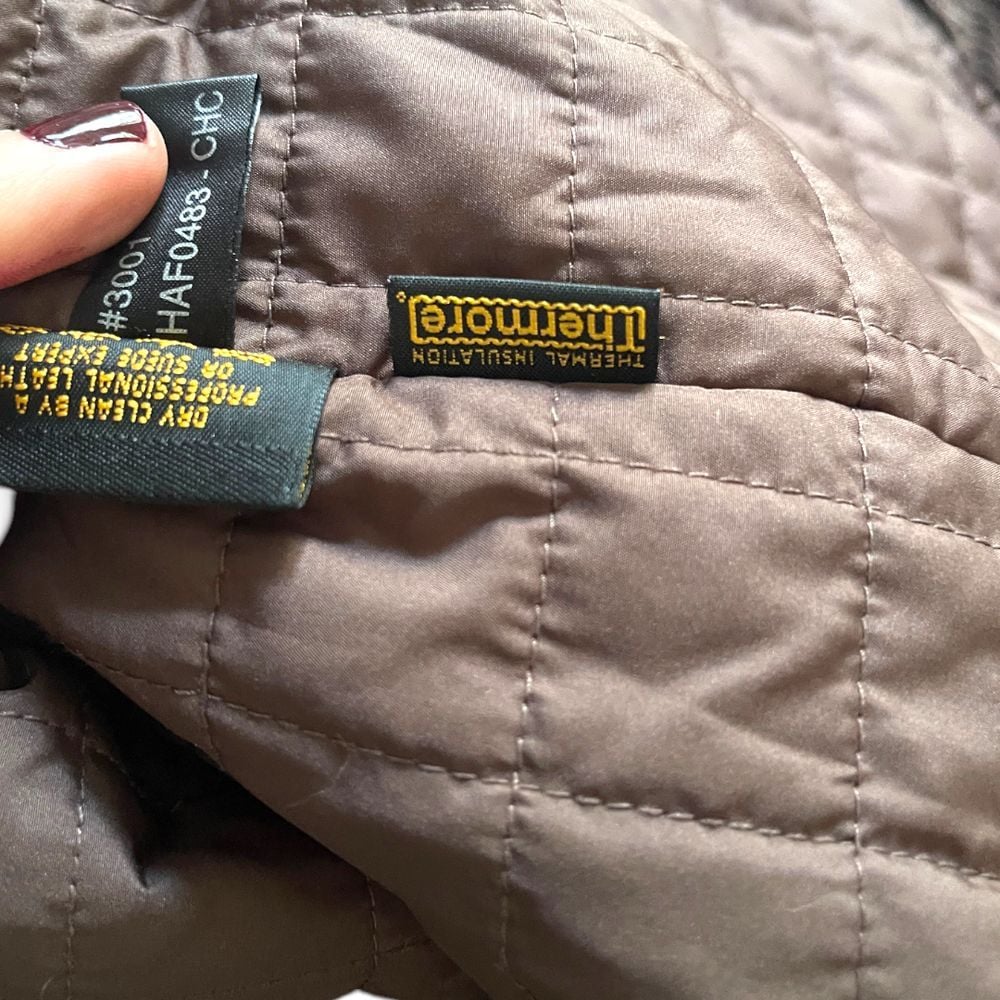 #3001
HAF0483 - CHC
Thermore
THERMAL INSULATION
DRY CLEAN BY A
PROFESSIONAL LEATH
OR SUEDE EXPERT